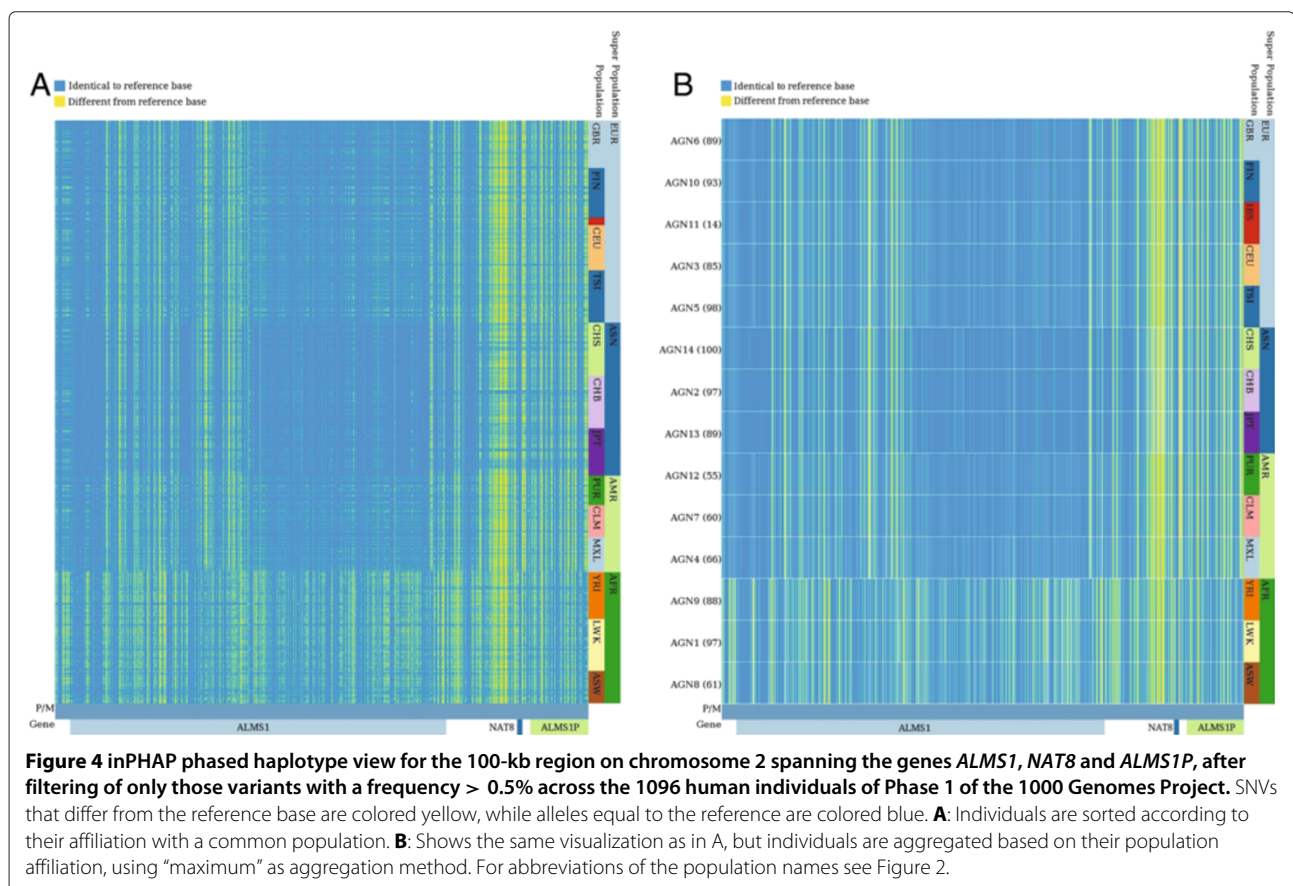 A
Identical to reference base
Different from reference base
Population
Super Population
GBR
FIN
CEU
TSI
CHS
CHB
JPT
PUR
CLM
MXL
YRI
LWK
ASW
EUR
ASN
AMR
AFR
P/M
Gene
ALMS1
NAT8
ALMS1P
B
Identical to reference base
Different from reference base
Population
Super Population
AGN6 (89)
AGN10 (93)
AGN11 (14)
AGN3 (85)
AGN5 (98)
AGN14 (100)
AGN2 (97)
AGN13 (89)
AGN12 (55)
AGN7 (60)
AGN4 (66)
AGN9 (88)
AGN1 (97)
AGN8 (61)
GBR
FIN
IBS
CEU
TSI
CHS
CHB
JPT
PUR
CLM
MXL
YRI
LWK
ASW
EUR
ASN
AMR
AFR
P/M
Gene
ALMS1
NAT8
ALMS1P
Figure 4 inPHAP phased haplotype view for the 100-kb region on chromosome 2 spanning the genes ALMS1, NAT8 and ALMS1P, after
filtering of only those variants with a frequency > 0.5% across the 1096 human individuals of Phase 1 of the 1000 Genomes Project. SNVs
that differ from the reference base are colored yellow, while alleles equal to the reference are colored blue. A: Individuals are sorted according to
their affiliation with a common population. B: Shows the same visualization as in A, but individuals are aggregated based on their population
affiliation, using “maximum” as aggregation method. For abbreviations of the population names see Figure 2.